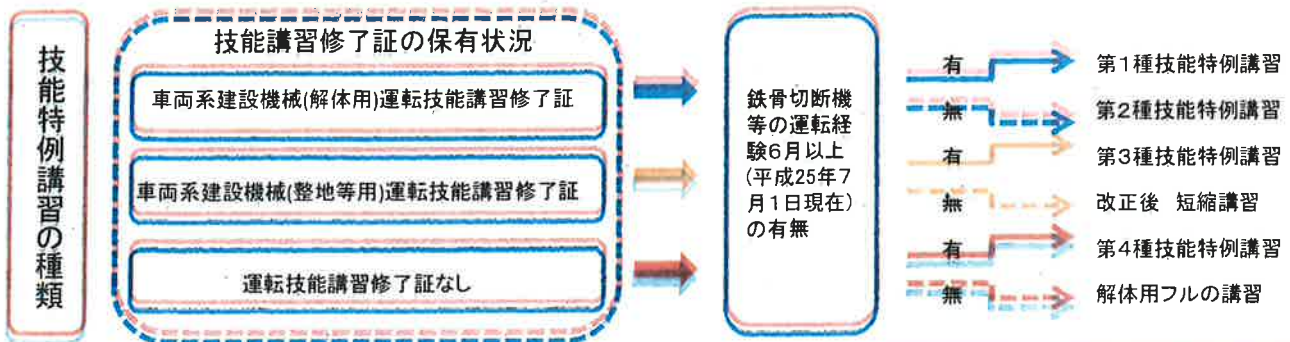 技能特例講習の種類
技能講習修了証の保有状況
車両系建設機械(解体用)運転技能講習修了証
車両系建設機械(整地等用)運転技能講習修了証
運転技能講習修了証なし
鉄骨切断機
等の運転経
験6月以上
(平成25年7
月1日現在)
の有無
有 第1種技能特例講習
無 第2種技能特例講習
有 第3種技能特例講習
無 改正後 短縮講習
有 第4種技能特例講習
無 解体用フルの講習